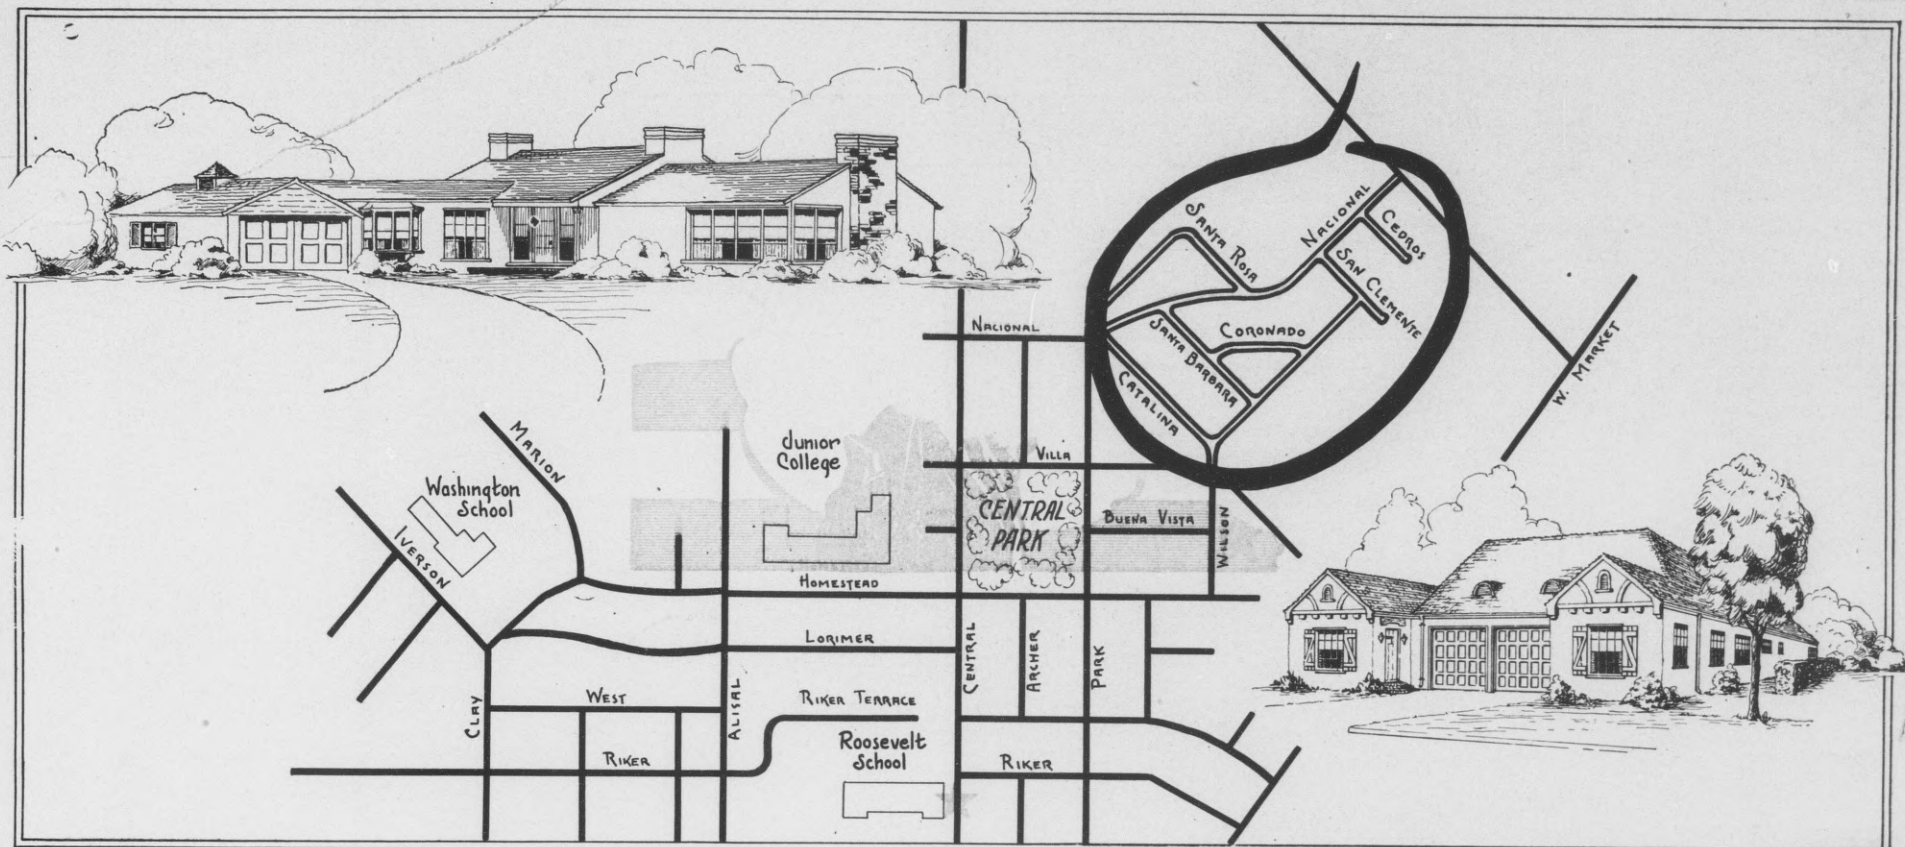 SANTA ROSA
NACIONAL
CEDROS
SAN CLEMENTE
NACIONAL
CORONADO
SANTA BARBARA
CATALINA
W. MARKET
MARION
Junior
College
VILLA
Washington
School
CENTRAL
PARK
BUENA VISTA
WILSON
IVERSON
HOMESTEAD
LORIMER
CENTRAL
ARCHER
PARK
WEST
RIKER TERRACE
CLAY
ALISAL
Roosevelt
School
RIKER
RIKER